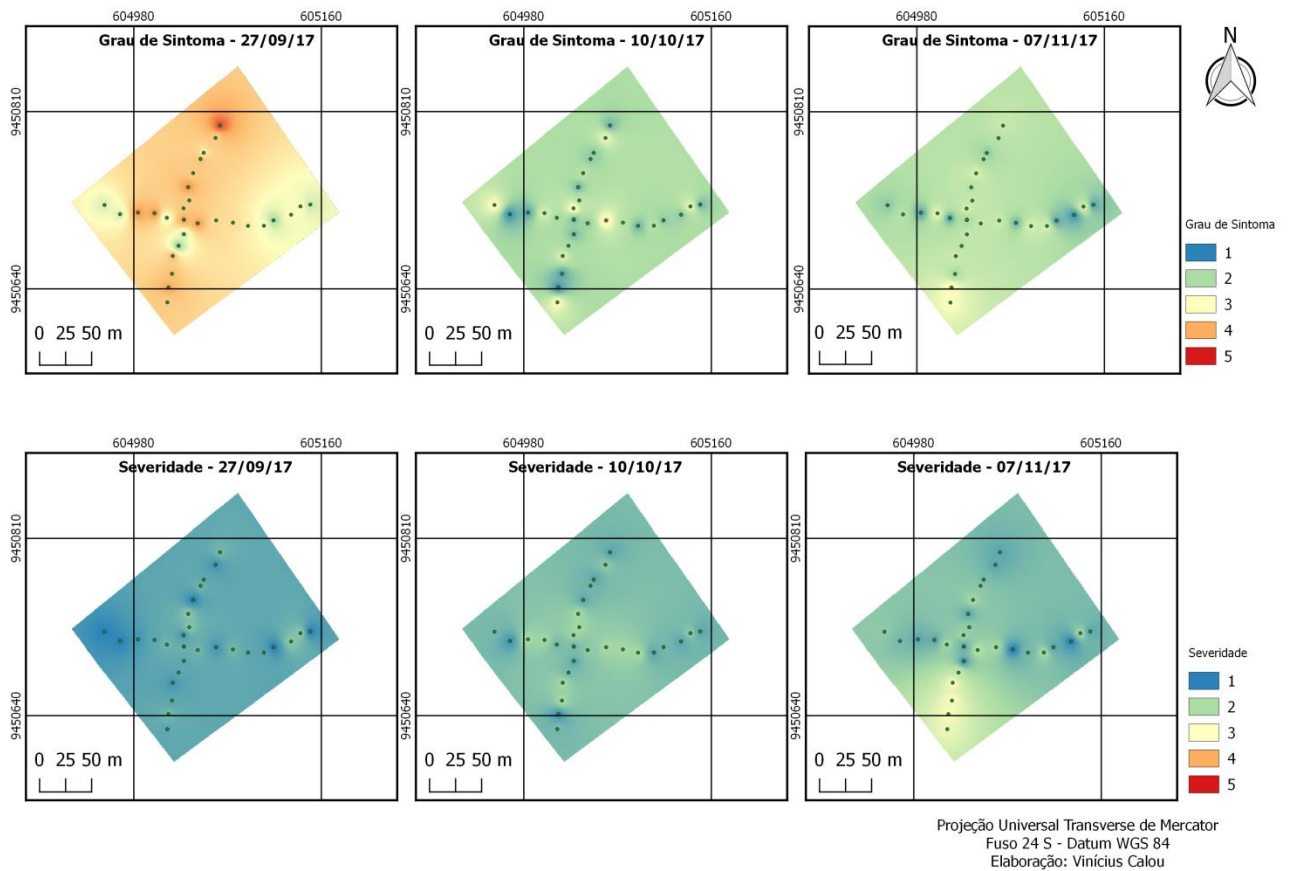 604980 605160
604980 605160
604980 605160
Grau de Sintoma - 27/09/17
Grau de Sintoma - 10/10/17
Grau de Sintoma - 07/11/17
N
9450810
9450810
9450810
9450640
9450640
9450640
0 25 50 m
0 25 50 m
0 25 50 m
Grau de Sintoma
1
2
3
4
5
604980 605160
604980 605160
604980 605160
Severidade - 27/09/17
Severidade - 10/10/17
Severidade - 07/11/17
9450810
9450810
9450810
9450640
9450640
9450640
0 25 50 m
0 25 50 m
0 25 50 m
Severidade
1
2
3
4
5
Projeção Universal Transverse de Mercator
Fuso 24 S - Datum WGS 84
Elaboração: Vinícius Calou